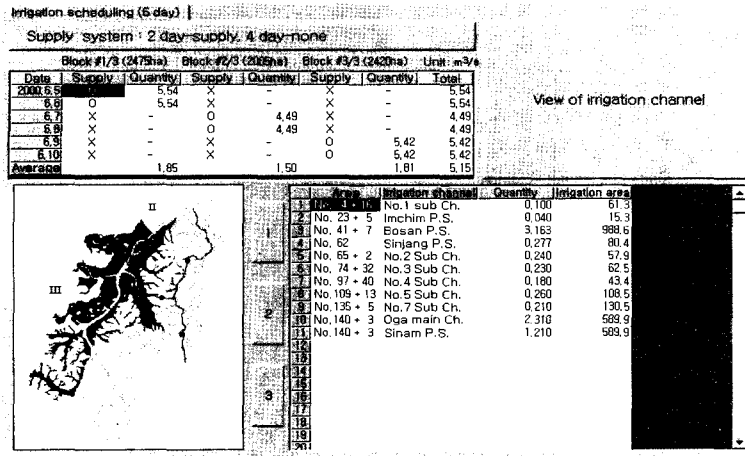 Irrigation scheduling (6 day)
Supply system : 2 day-supply, 4 day-none
Block #1/3 (2475ha) Block #2/3 (2005ha) Block #3/3 (2420ha) Unit: m³/s
Date Supply Quantity Supply Quantity Supply Quantity Total
2000.6.5 5.54 X - X - 5.54
6.6 O 5.54 X - X - 5.54
6.7 X - O 4.49 X - 4.49
6.8 X - O 4.49 X - 4.49
6.9 X - X - O 5.42 5.42
6.10 X - X - O 5.42 5.42
Average 1.85 1.50 1.81 5.15
View of irrigation channel
II
III
1
2
3
Area Irrigation channel Quantity Irrigation area
1 No.1 sub Ch. 0.100 61.3
2 No. 23 + 5 Imchim P.S. 0.040 15.3
3 No. 41 + 7 Bosan P.S. 3.163 988.6
4 No. 62 Sinjang P.S. 0.277 80.4
5 No. 65 + 2 No.2 Sub Ch. 0.240 57.9
6 No. 74 + 32 No.3 Sub Ch. 0.230 62.5
7 No. 97 + 40 No.4 Sub Ch. 0.180 43.4
8 No. 109 + 13 No.5 Sub Ch. 0.260 108.5
9 No. 135 + 5 No.7 Sub Ch. 0.210 130.5
10 No. 140 + 3 Oga main Ch. 2.318 589.9
11 No. 140 + 3 Sinam P.S. 1.210 589.9
12
13
14
15
16
17
18
19
20